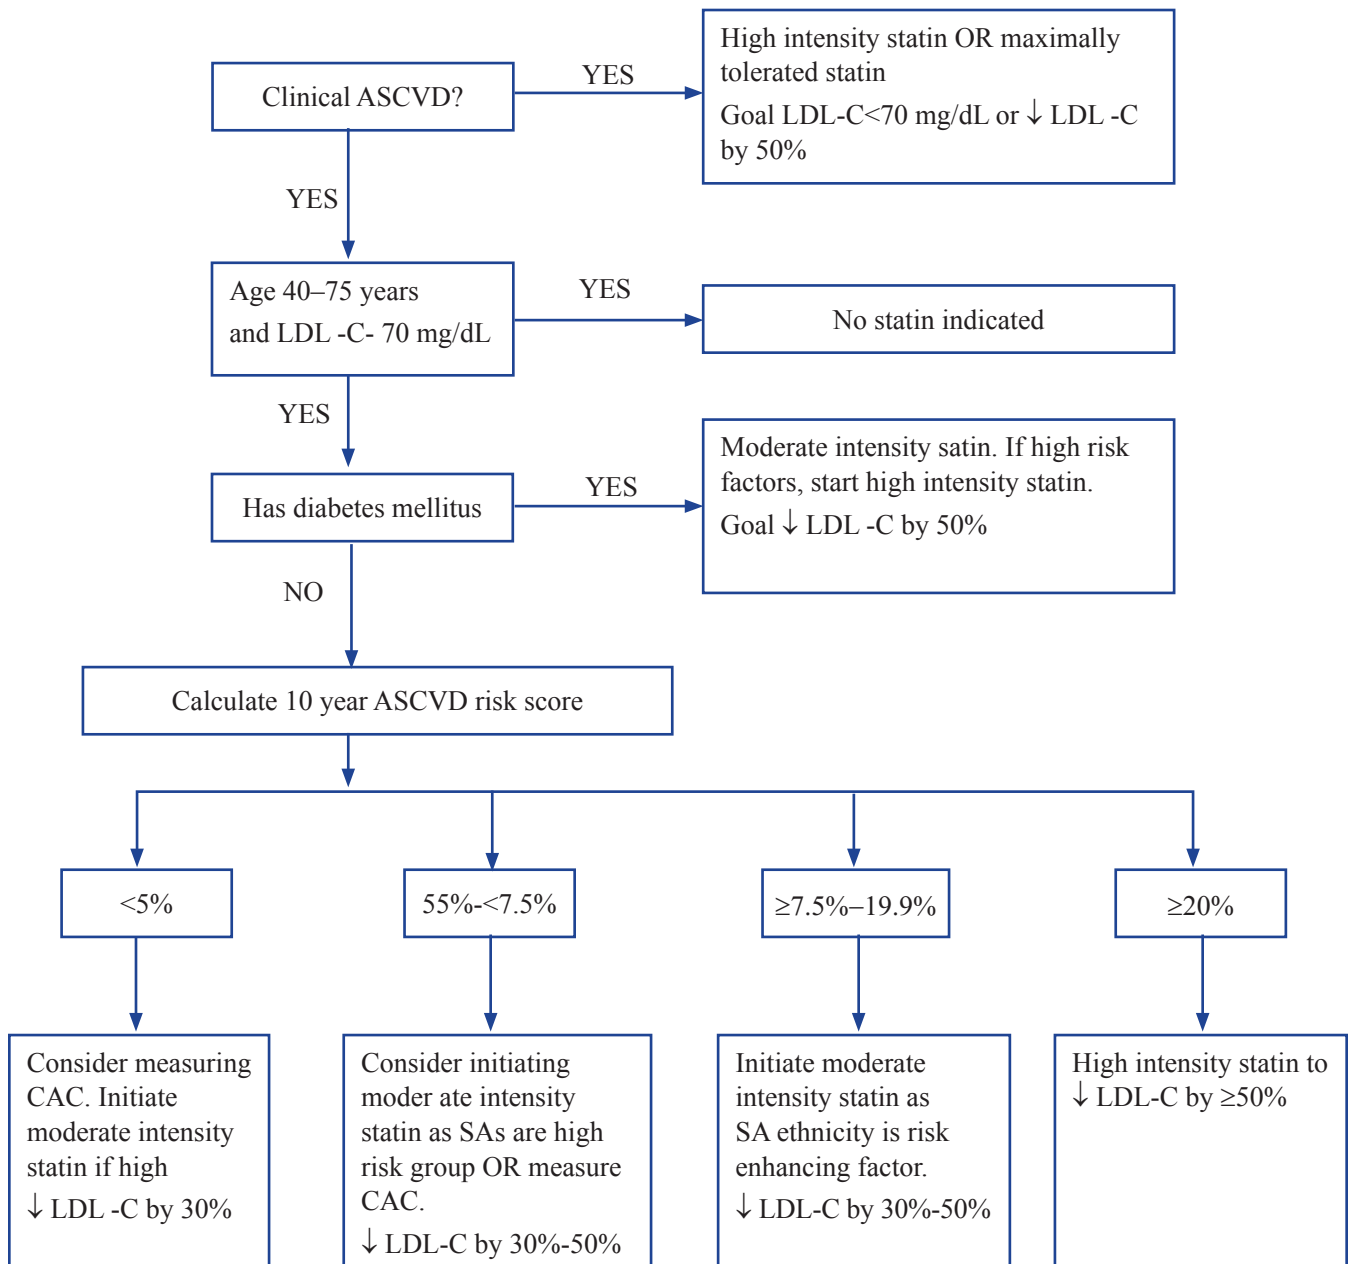 Clinical ASCVD?
YES
High intensity statin OR maximally
tolerated statin
Goal LDL-C<70 mg/dL or ↓ LDL -C
by 50%
YES
Age 40–75 years
and LDL -C- 70 mg/dL
YES
No statin indicated
YES
Has diabetes mellitus
YES
Moderate intensity satin. If high risk
factors, start high intensity statin.
Goal ↓ LDL -C by 50%
NO
Calculate 10 year ASCVD risk score
<5%
55%-<7.5%
≥7.5%–19.9%
≥20%
Consider measuring
CAC. Initiate
moderate intensity
statin if high
↓ LDL -C by 30%
Consider initiating
moder ate intensity
statin as SAs are high
risk group OR measure
CAC.
↓ LDL-C by 30%-50%
Initiate moderate
intensity statin as
SA ethnicity is risk
enhancing factor.
↓ LDL-C by 30%-50%
High intensity statin to
↓ LDL-C by ≥50%